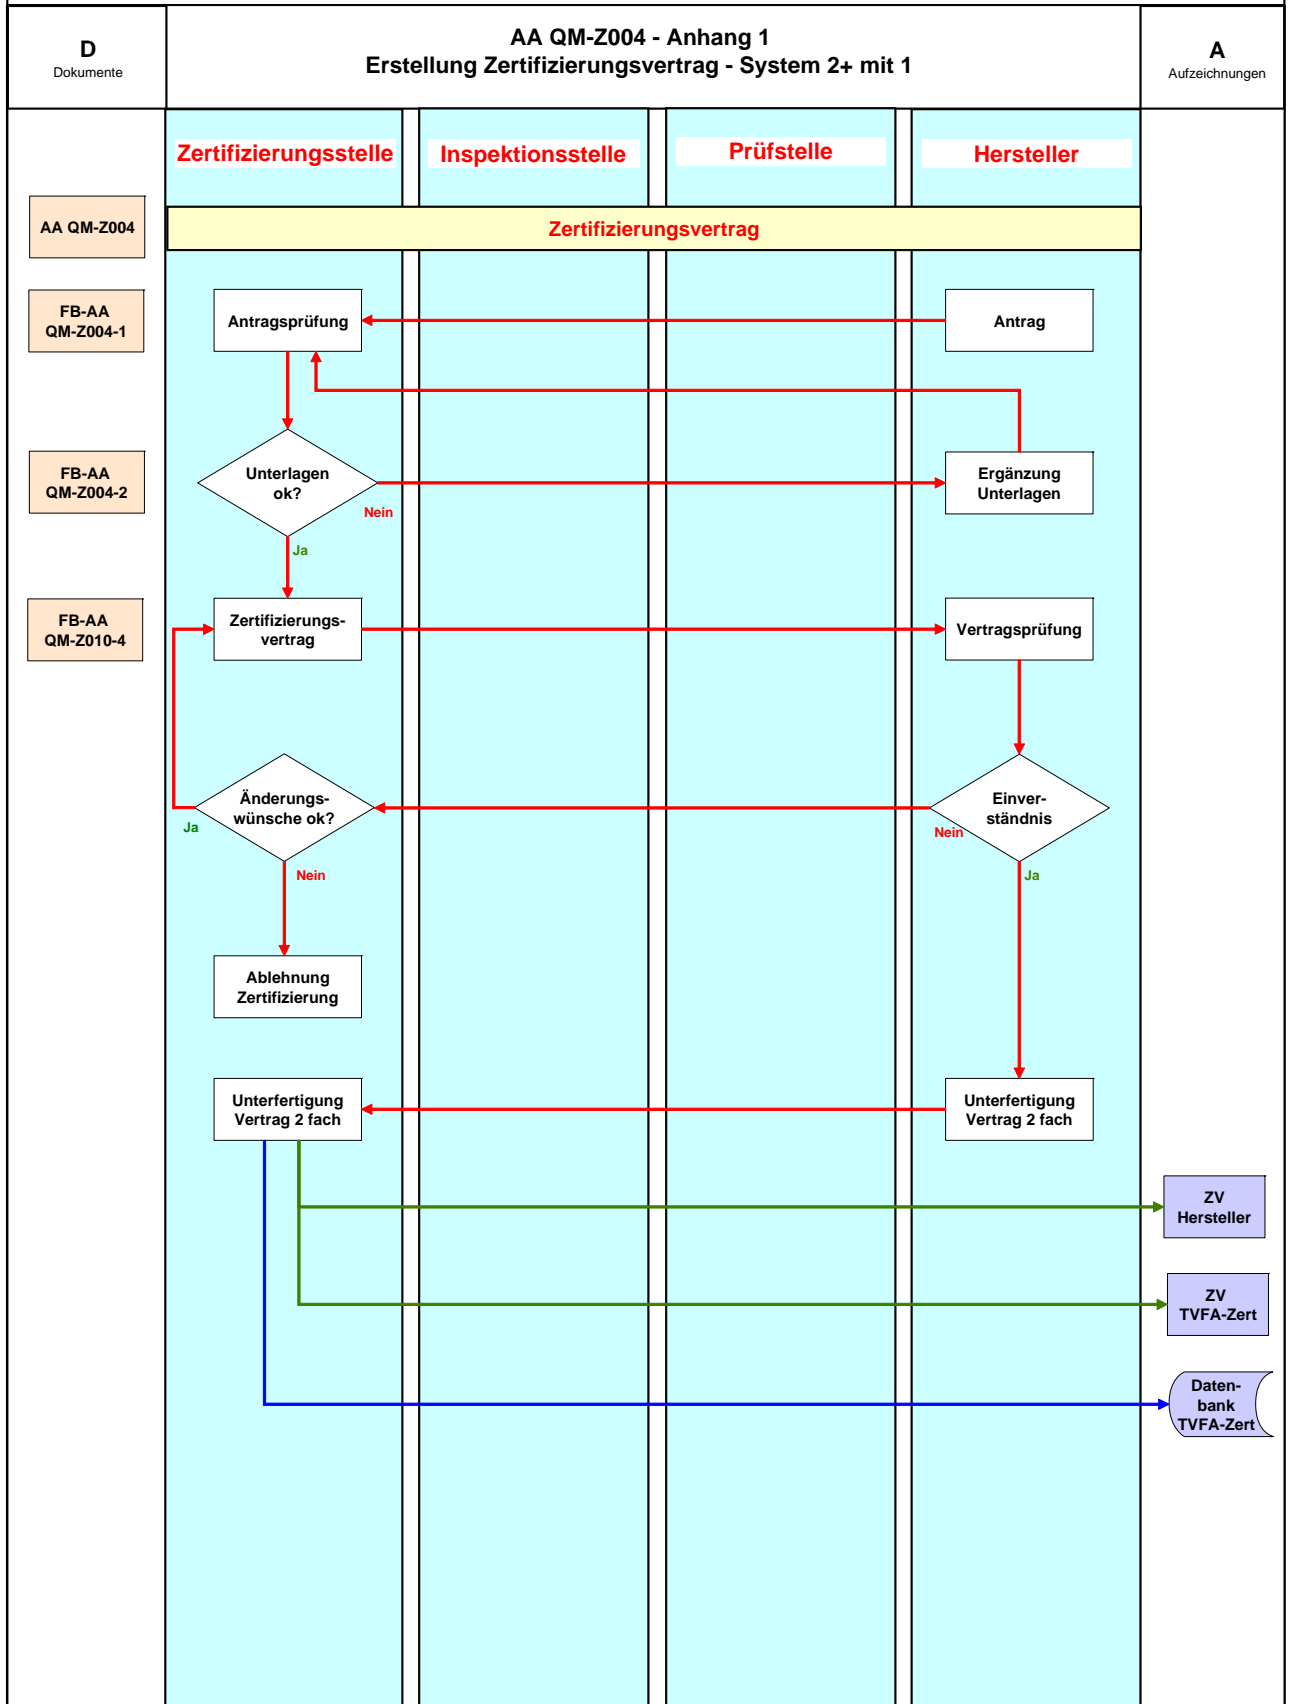 D
Dokumente
AA QM-Z004 - Anhang 1
Erstellung Zertifizierungsvertrag - System 2+ mit 1
A
Aufzeichnungen
Zertifizierungsstelle
Inspektionsstelle
Prüfstelle
Hersteller
AA QM-Z004
Zertifizierungsvertrag
FB-AA
QM-Z004-1
Antragsprüfung
Antrag
FB-AA
QM-Z004-2
Unterlagen
ok?
Nein
Ja
Ergänzung
Unterlagen
FB-AA
QM-Z010-4
Zertifizierungs-
vertrag
Vertragsprüfung
Änderungs-
wünsche ok?
Ja
Nein
Einver-
ständnis
Nein
Ja
Ablehnung
Zertifizierung
Unterfertigung
Vertrag 2 fach
Unterfertigung
Vertrag 2 fach
ZV
Hersteller
ZV
TVFA-Zert
Daten-
bank
TVFA-Zert